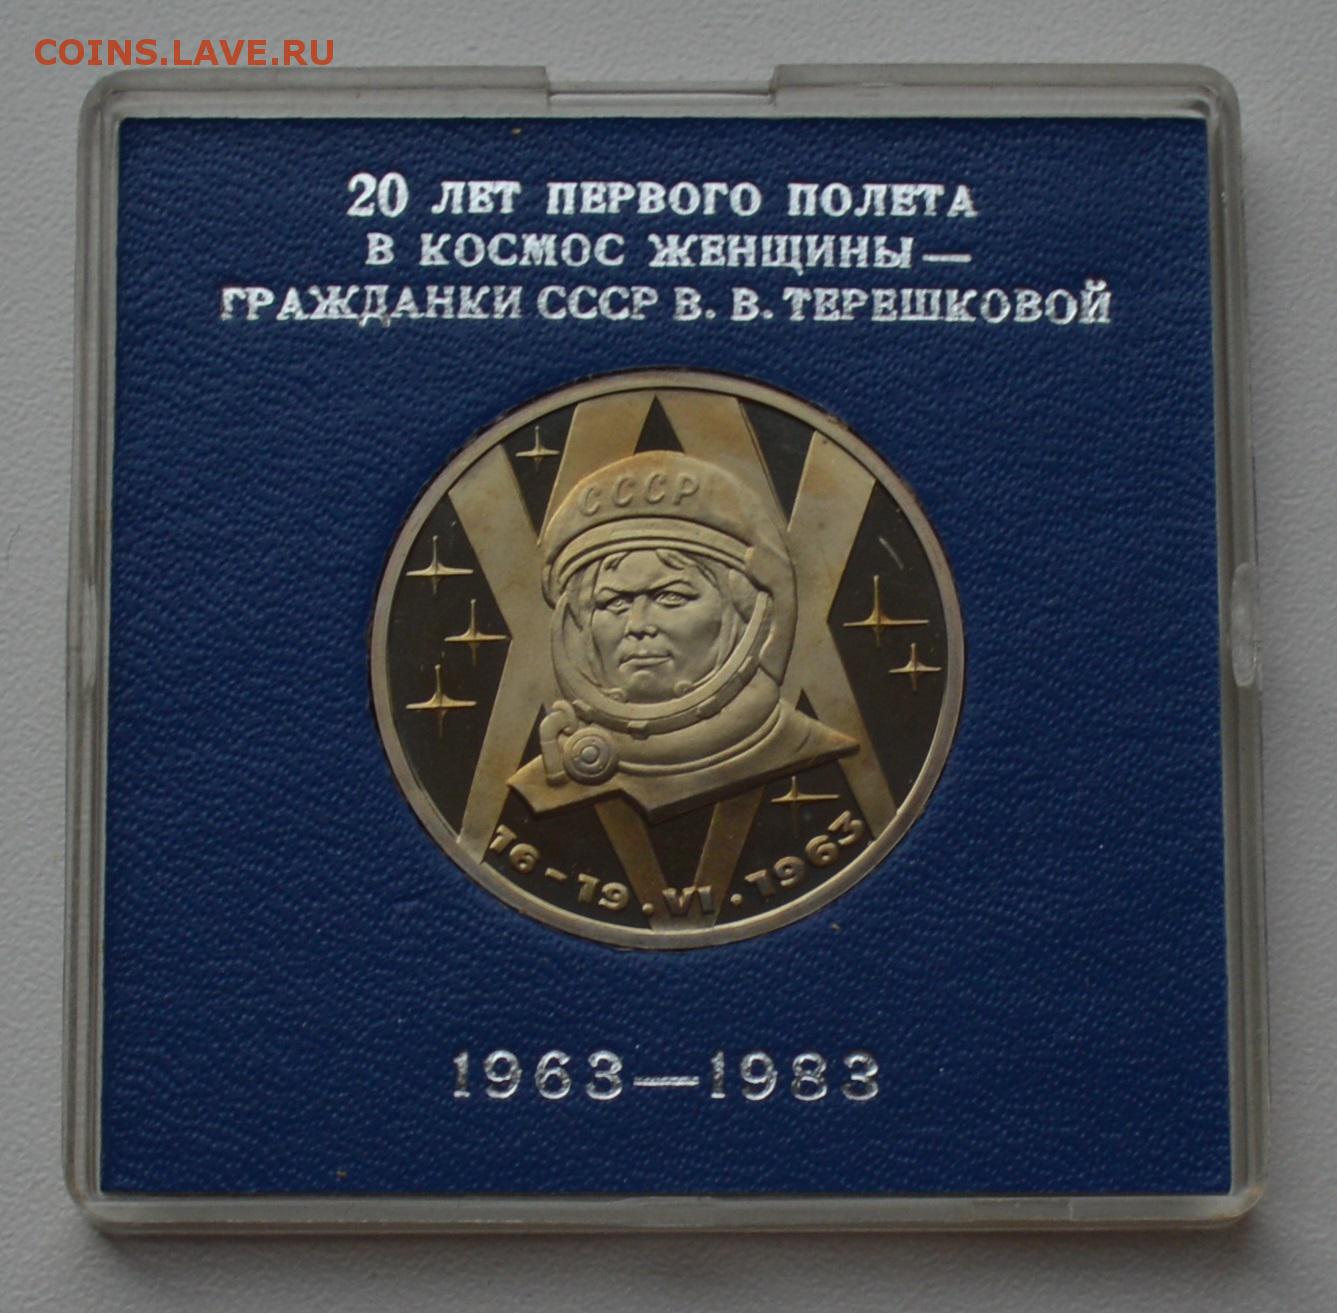 COINS.LAVE.RU
20 ЛЕТ ПЕРВОГО ПОЛЕТА
В КОСМОС ЖЕНЩИНЫ —
ГРАЖДАНКИ СССР В. В. ТЕРЕШКОВОЙ
СССР
16-19.VI.1963
1963—1983